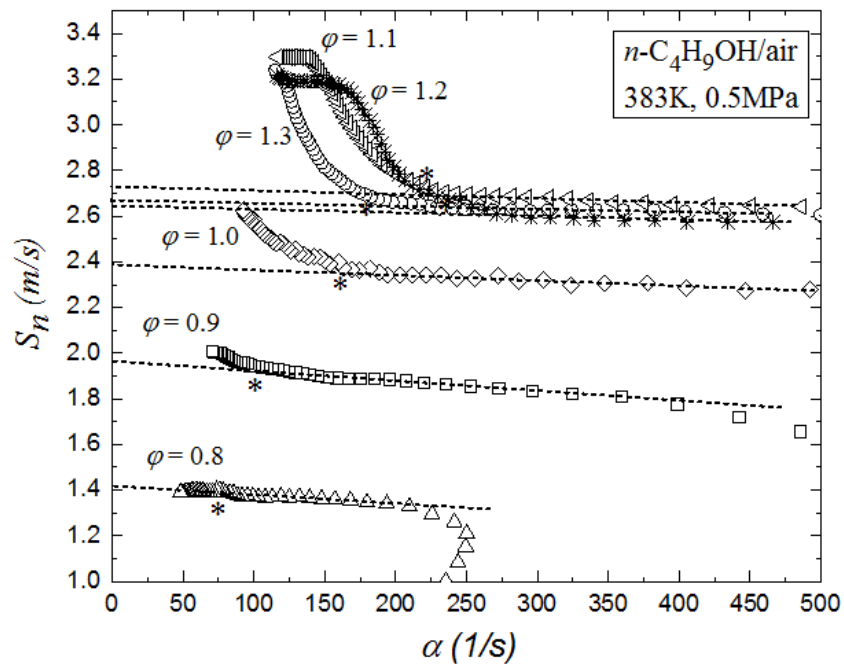 n-C4H9OH/air
383K, 0.5MPa
φ = 1.1
φ = 1.2
φ = 1.3
φ = 1.0
φ = 0.9
φ = 0.8
*
*
*
*
*
*
3.4
3.2
3.0
2.8
2.6
2.4
2.2
2.0
1.8
1.6
1.4
1.2
1.0
Sn (m/s)
0 50 100 150 200 250 300 350 400 450 500
α (1/s)